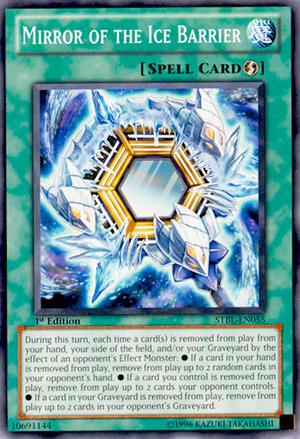 MIRROR OF THE ICE BARRIER
[SPELL CARD]
1st Edition
STBL-EN055
During this turn, each time a card(s) is removed from play from
your hand, your side of the field, and/or your Graveyard by the
effect of an opponent's Effect Monster: ● If a card in your hand
is removed from play, remove from play up to 2 random cards in
your opponent's hand. ● If a card you control was removed from
play, remove from play up to 2 cards your opponent controls.
● If a card in your Graveyard is removed from play, remove from
play up to 2 cards in your opponent's Graveyard.
10691144
©1996 KAZUKI TAKAHASHI